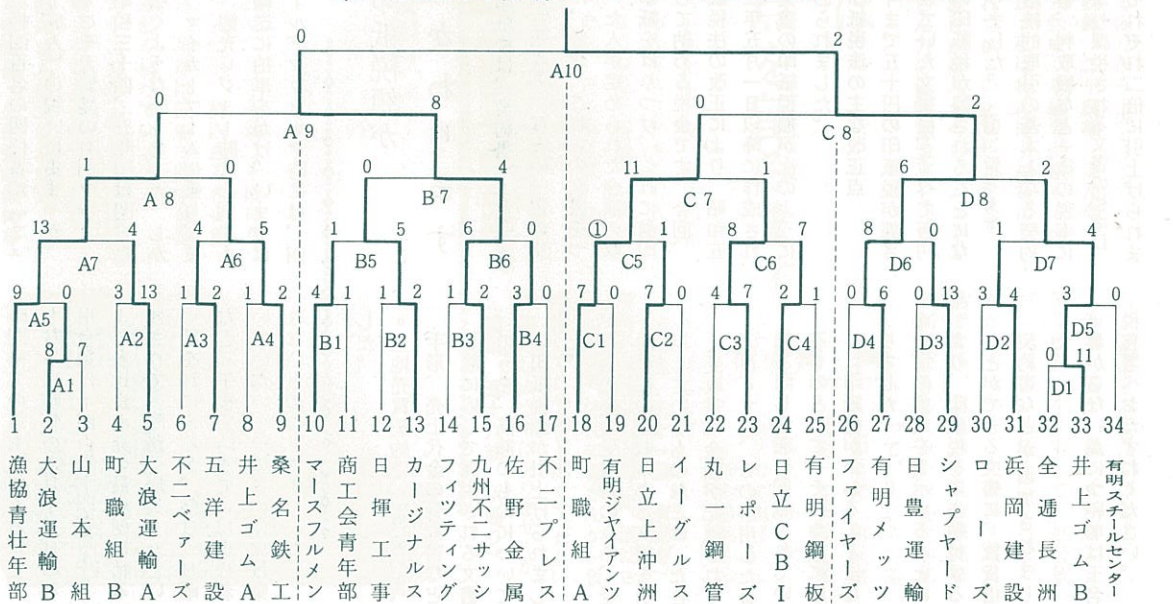 0 2
A10
0 8 0 2
A9 C8
1 0 0 4 11 1 6 2
A8 B7 C7 D8
13 4 4 5 1 5 6 0 ① 1 8 7 8 0 1 4
A7 A6 B5 B6 C5 C6 D6 D7
9 0 3 13 1 2 1 2 4 1 1 2 1 2 3 0 7 0 7 0 4 7 2 1 0 6 0 13 3 4 3 0
A5 A2 A3 A4 B1 B2 B3 B4 C1 C2 C3 C4 D4 D3 D2 D5
8 7 0 11
A1 D1
1 漁協青壮年部
2 大浪運輸B
3 山本組
4 町職組B
5 大浪運輸A
6 不二ベアーズ
7 五洋建設
8 井上ゴムA
9 桑名鉄工
10 マースフルメン
11 商工会青年部
12 日揮工事
13 カージナルス
14 フィッティング
15 九州不二サッシ
16 佐野金属
17 不二プレス
18 町職組A
19 有明ジヤイアンツ
20 日立上沖洲
21 イーグルス
22 丸一鋼管
23 レポーズ
24 日立CBI
25 有明鋼板
26 ファイヤーズ
27 有明メッツ
28 日豊運輸
29 シャプヤード
30 ローズ
31 浜岡建設
32 全逓長洲
33 井上ゴムB
34 有明スチールセンター